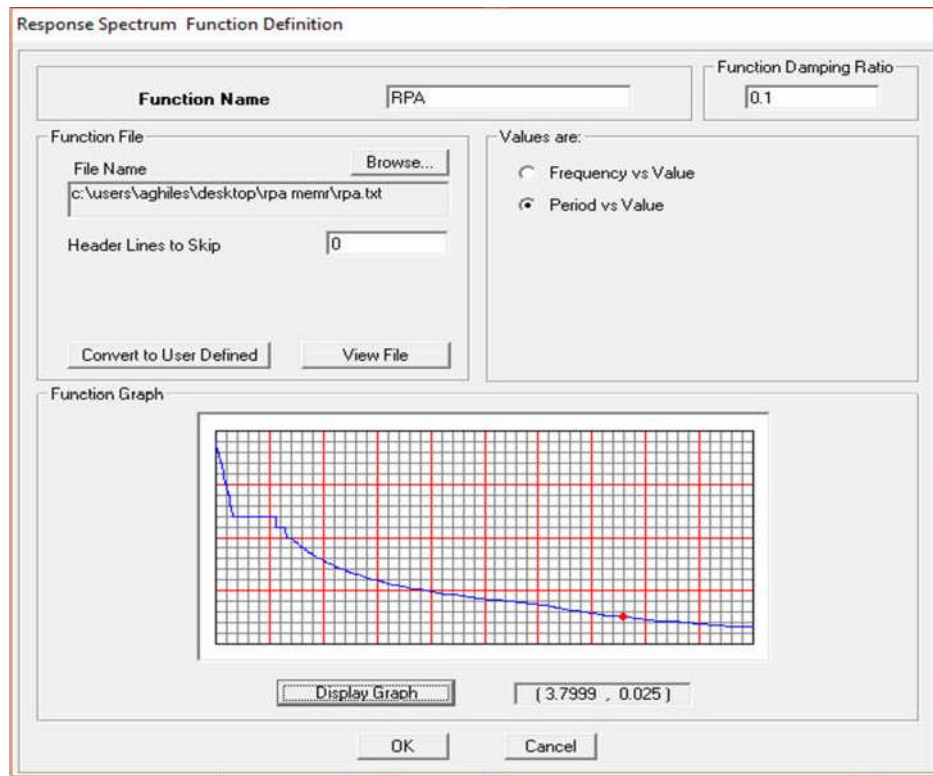 Response Spectrum Function Definition
Function Damping Ratio
Function Name RPA 0.1
Function File
Values are:
File Name Browse...
Frequency vs Value
c:\users\aghiles\desktop\rpa memr\rpa.txt
Period vs Value
Header Lines to Skip 0
Convert to User Defined View File
Function Graph
Display Graph ( 3.7999 , 0.025 )
OK Cancel